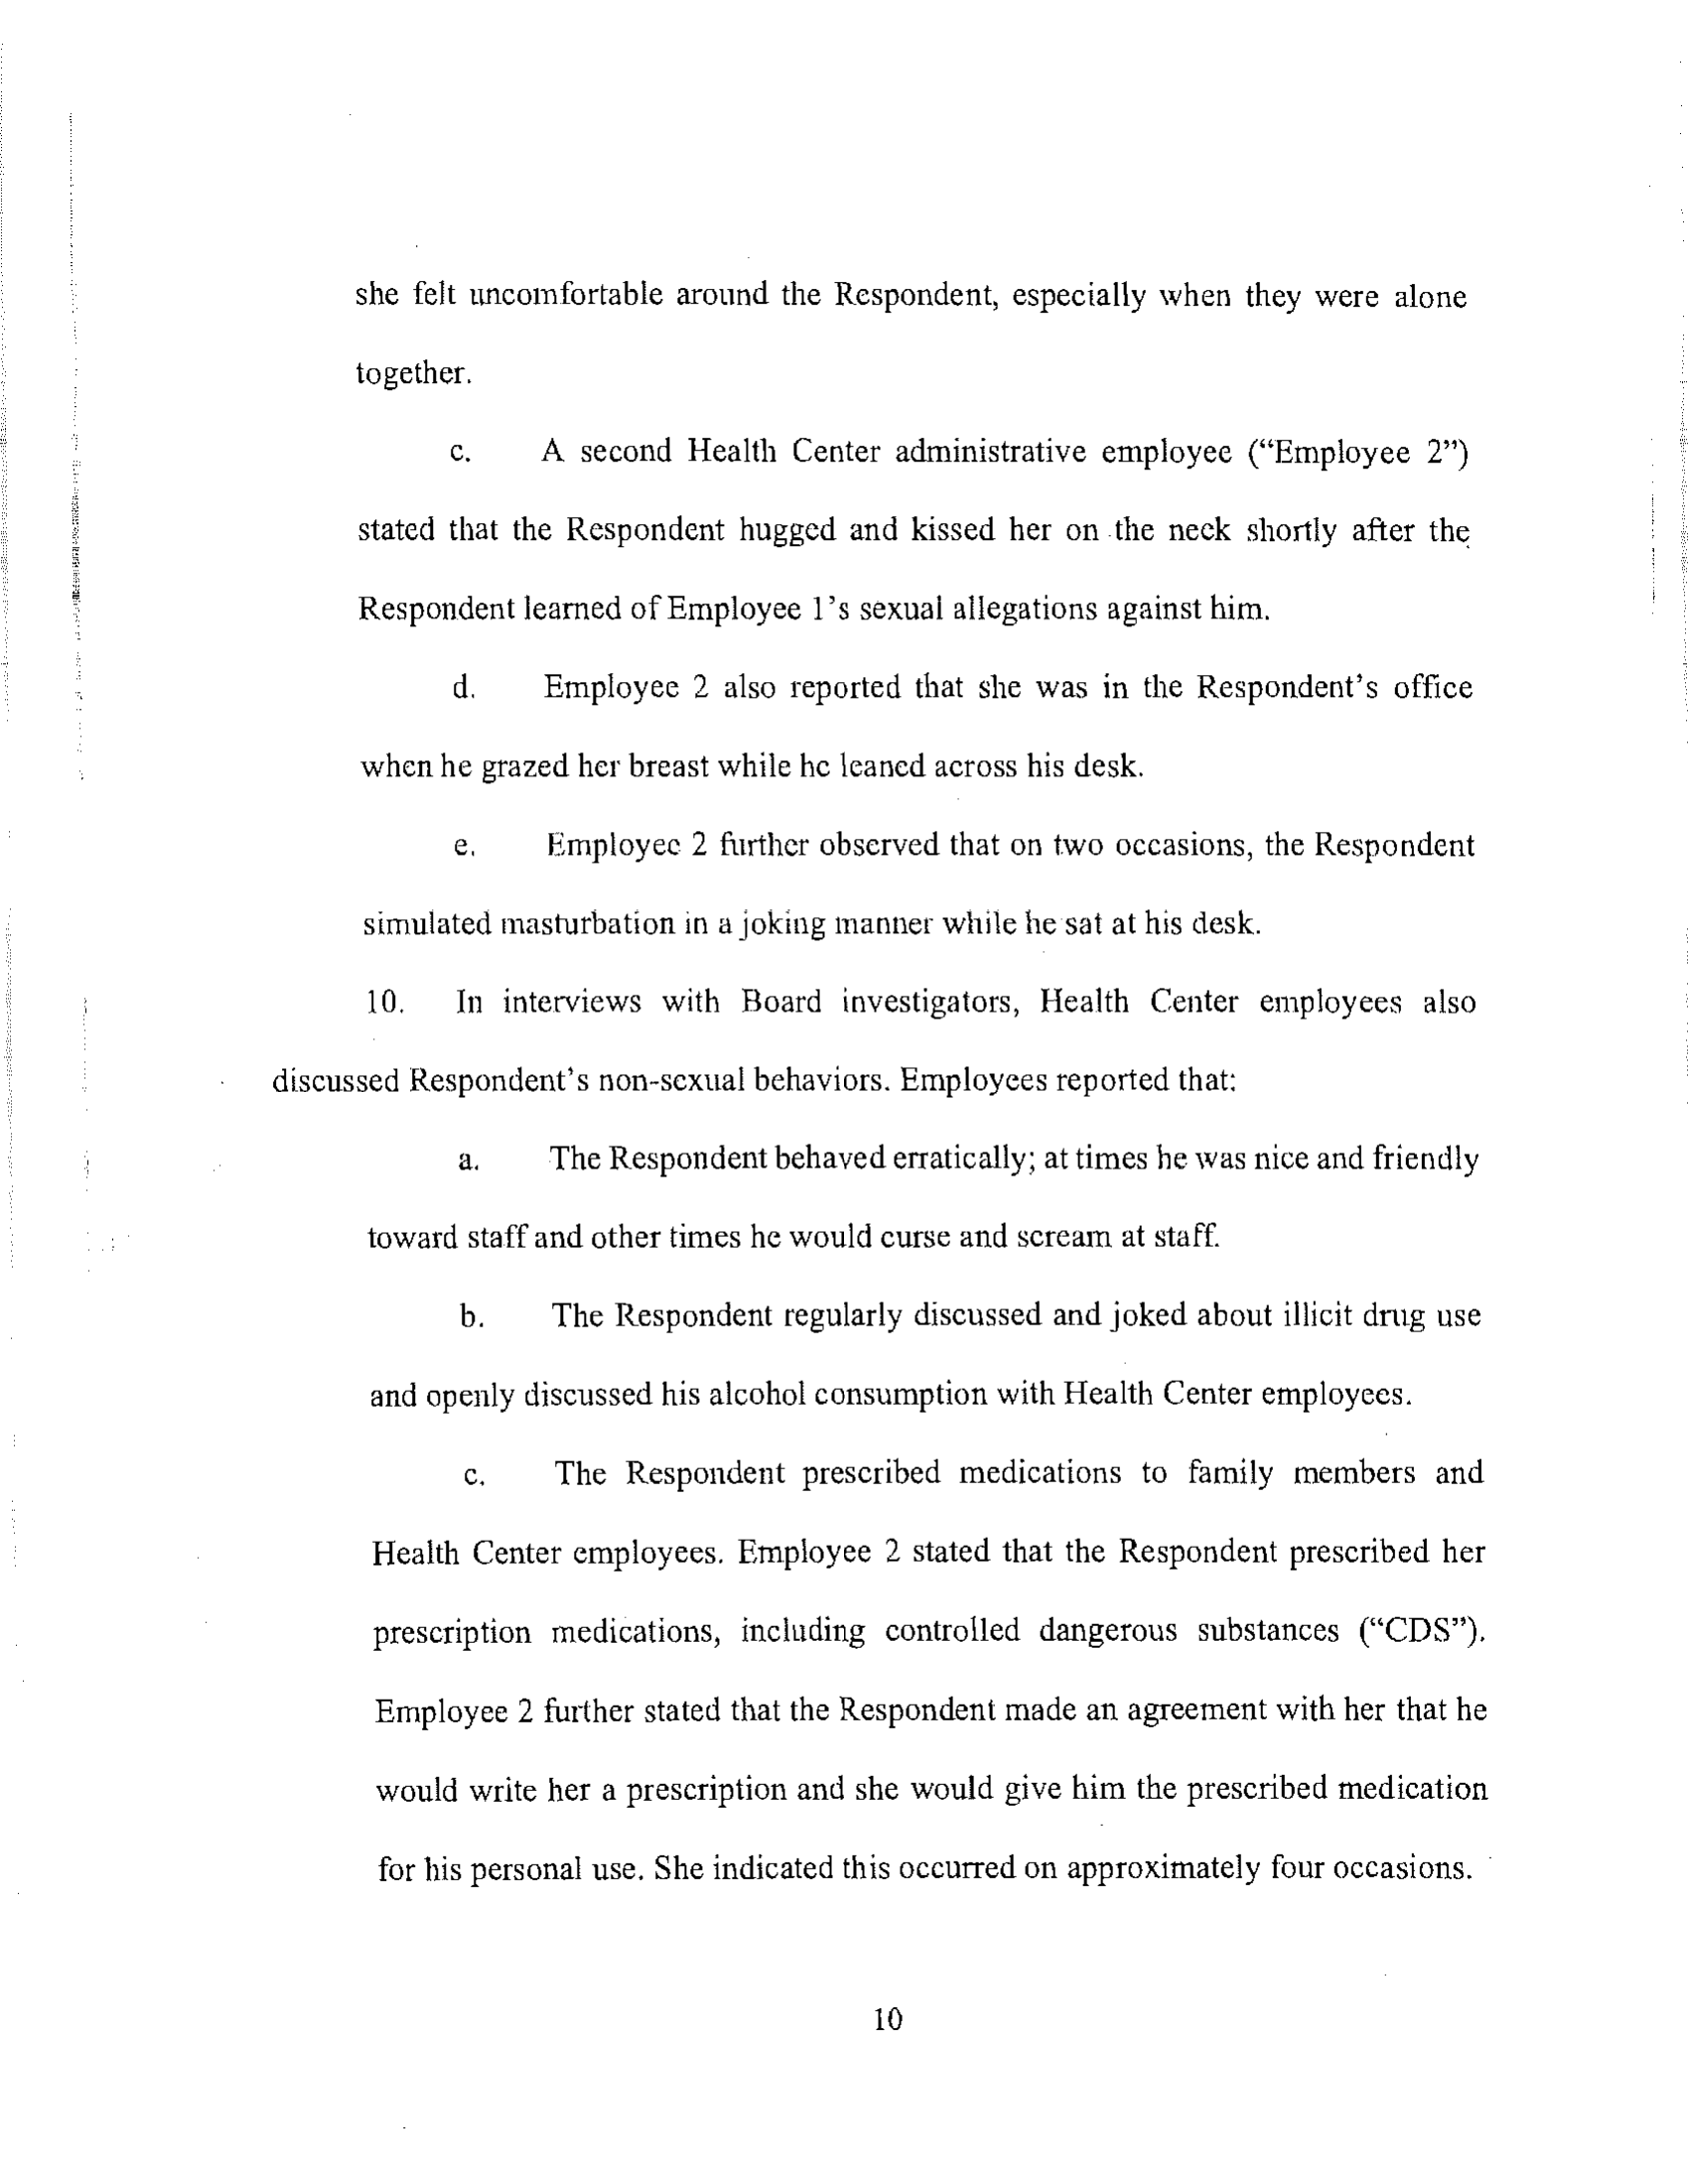 she felt uncomfortable around the Respondent, especially when they were alone
together.
c. A second Health Center administrative employee (“Employee 2”)
stated that the Respondent hugged and kissed her on the neck shortly after the
Respondent learned of Employee 1’s sexual allegations against him.
d. Employee 2 also reported that she was in the Respondent’s office
when he grazed her breast while he leaned across his desk.
e. Employee 2 further observed that on two occasions, the Respondent
simulated masturbation in a joking manner while he sat at his desk.
10. In interviews with Board investigators, Health Center employees also
discussed Respondent’s non-sexual behaviors. Employees reported that:
a. The Respondent behaved erratically; at times he was nice and friendly
toward staff and other times he would curse and scream at staff.
b. The Respondent regularly discussed and joked about illicit drug use
and openly discussed his alcohol consumption with Health Center employees.
c. The Respondent prescribed medications to family members and
Health Center employees. Employee 2 stated that the Respondent prescribed her
prescription medications, including controlled dangerous substances (“CDS”).
Employee 2 further stated that the Respondent made an agreement with her that he
would write her a prescription and she would give him the prescribed medication
for his personal use. She indicated this occurred on approximately four occasions.
10